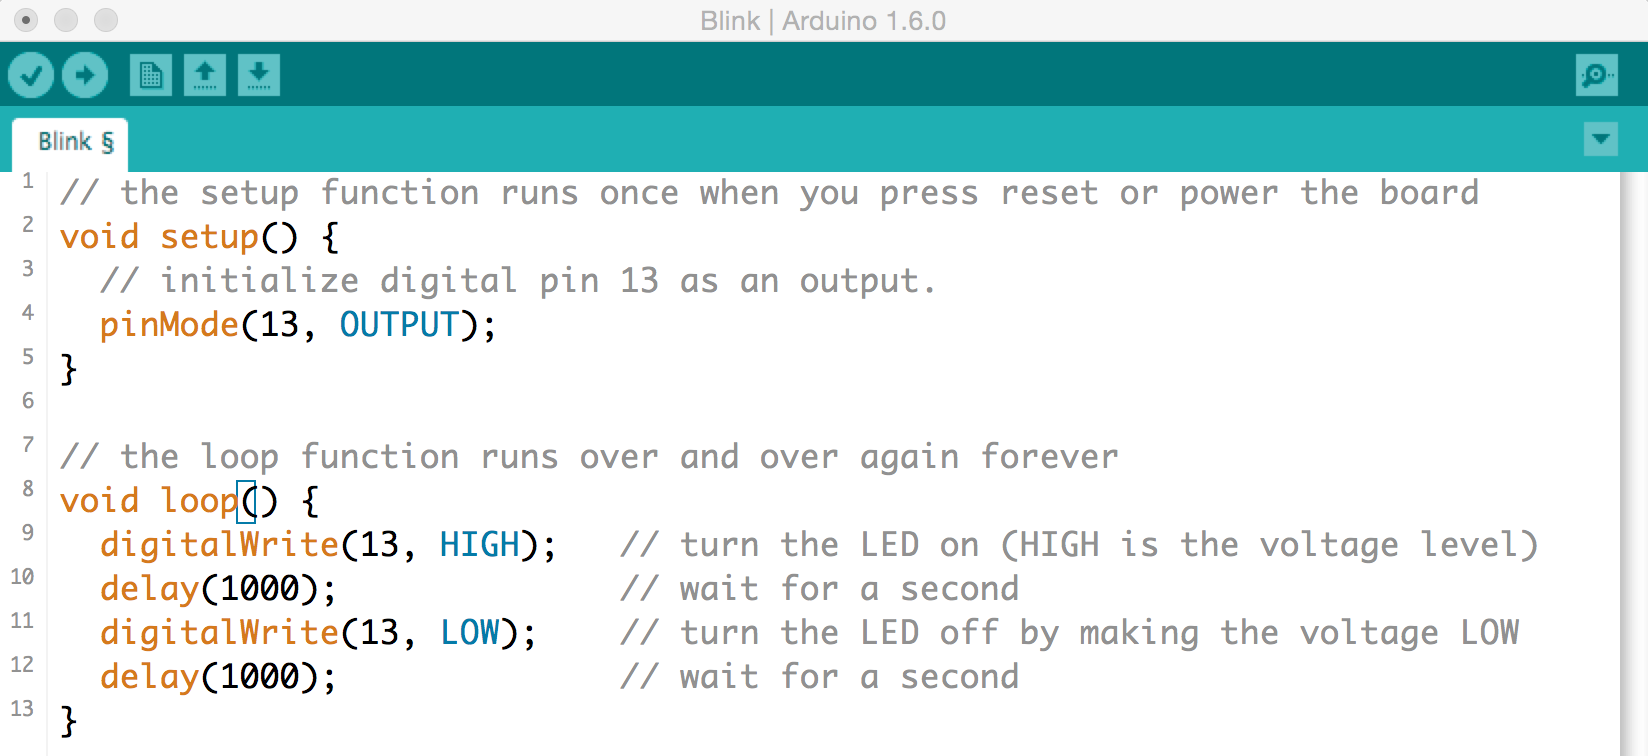 Blink | Arduino 1.6.0
Blink §
1 // the setup function runs once when you press reset or power the board
2 void setup() {
3   // initialize digital pin 13 as an output.
4   pinMode(13, OUTPUT);
5 }
6
7 // the loop function runs over and over again forever
8 void loop() {
9   digitalWrite(13, HIGH);   // turn the LED on (HIGH is the voltage level)
10   delay(1000);              // wait for a second
11   digitalWrite(13, LOW);    // turn the LED off by making the voltage LOW
12   delay(1000);              // wait for a second
13 }